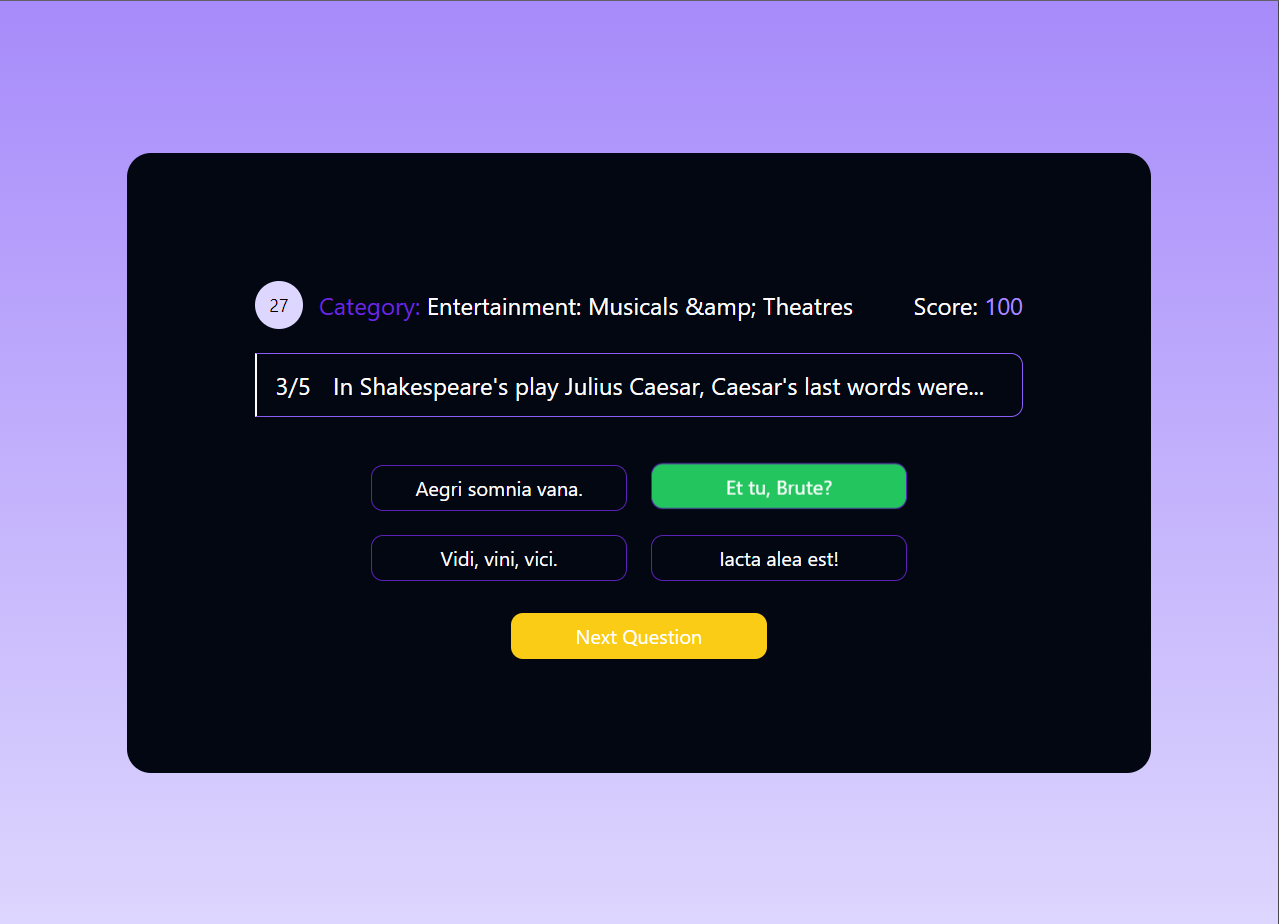 27 Category: Entertainment: Musicals &amp; Theatres Score: 100
3/5 In Shakespeare's play Julius Caesar, Caesar's last words were...
Aegri somnia vana. Et tu, Brute?
Vidi, vini, vici. Iacta alea est!
Next Question